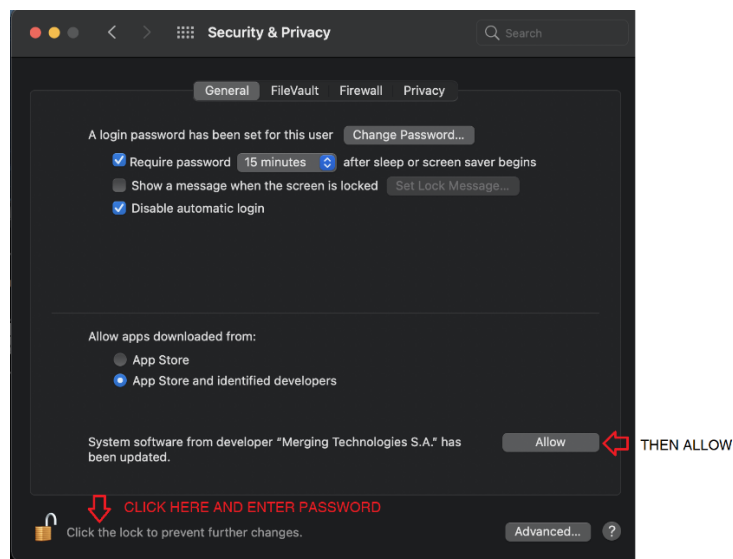 Security & Privacy
Search
General FileVault Firewall Privacy
A login password has been set for this user Change Password...
Require password 15 minutes after sleep or screen saver begins
Show a message when the screen is locked Set Lock Message...
Disable automatic login
Allow apps downloaded from:
App Store
App Store and identified developers
System software from developer “Merging Technologies S.A.” has
been updated.
Allow
THEN ALLOW
CLICK HERE AND ENTER PASSWORD
Click the lock to prevent further changes.
Advanced... ?